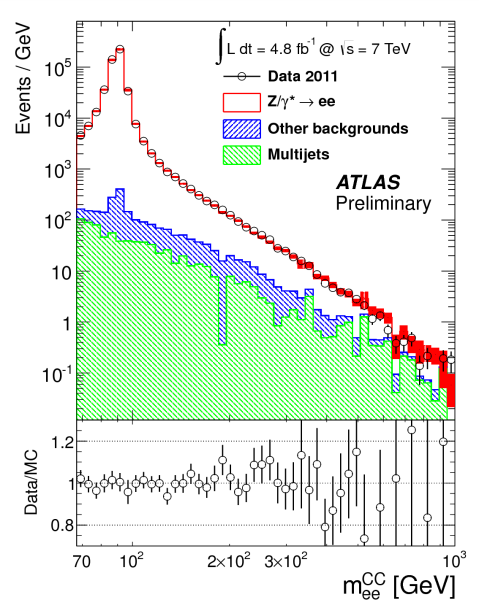 ∫ L dt = 4.8 fb⁻¹ @ √s = 7 TeV
Data 2011
Z/γ* → ee
Other backgrounds
Multijets
ATLAS
Preliminary
Events / GeV
10⁵
10⁴
10³
10²
10
1
10⁻¹
Data/MC
1.2
1.0
0.8
70
10²
2×10²
3×10²
10³
m_ee^CC [GeV]